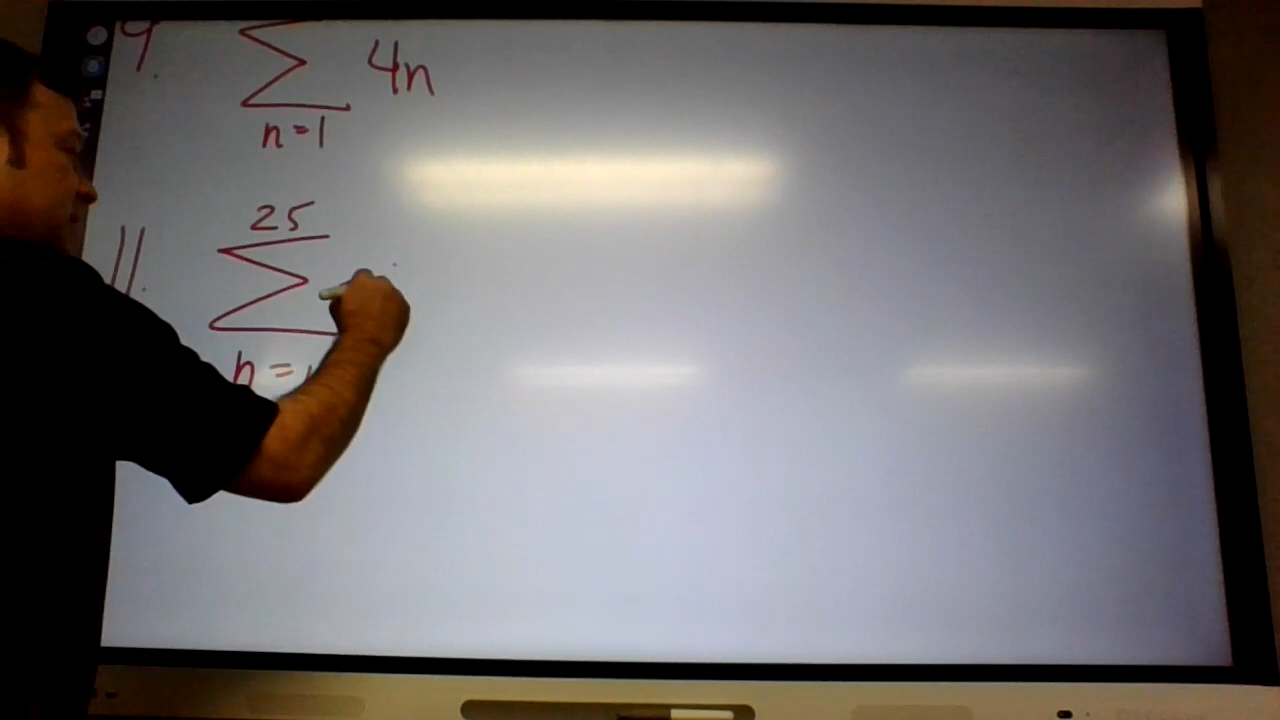 9. ∑ 4n
n=1
25
11. ∑
n=